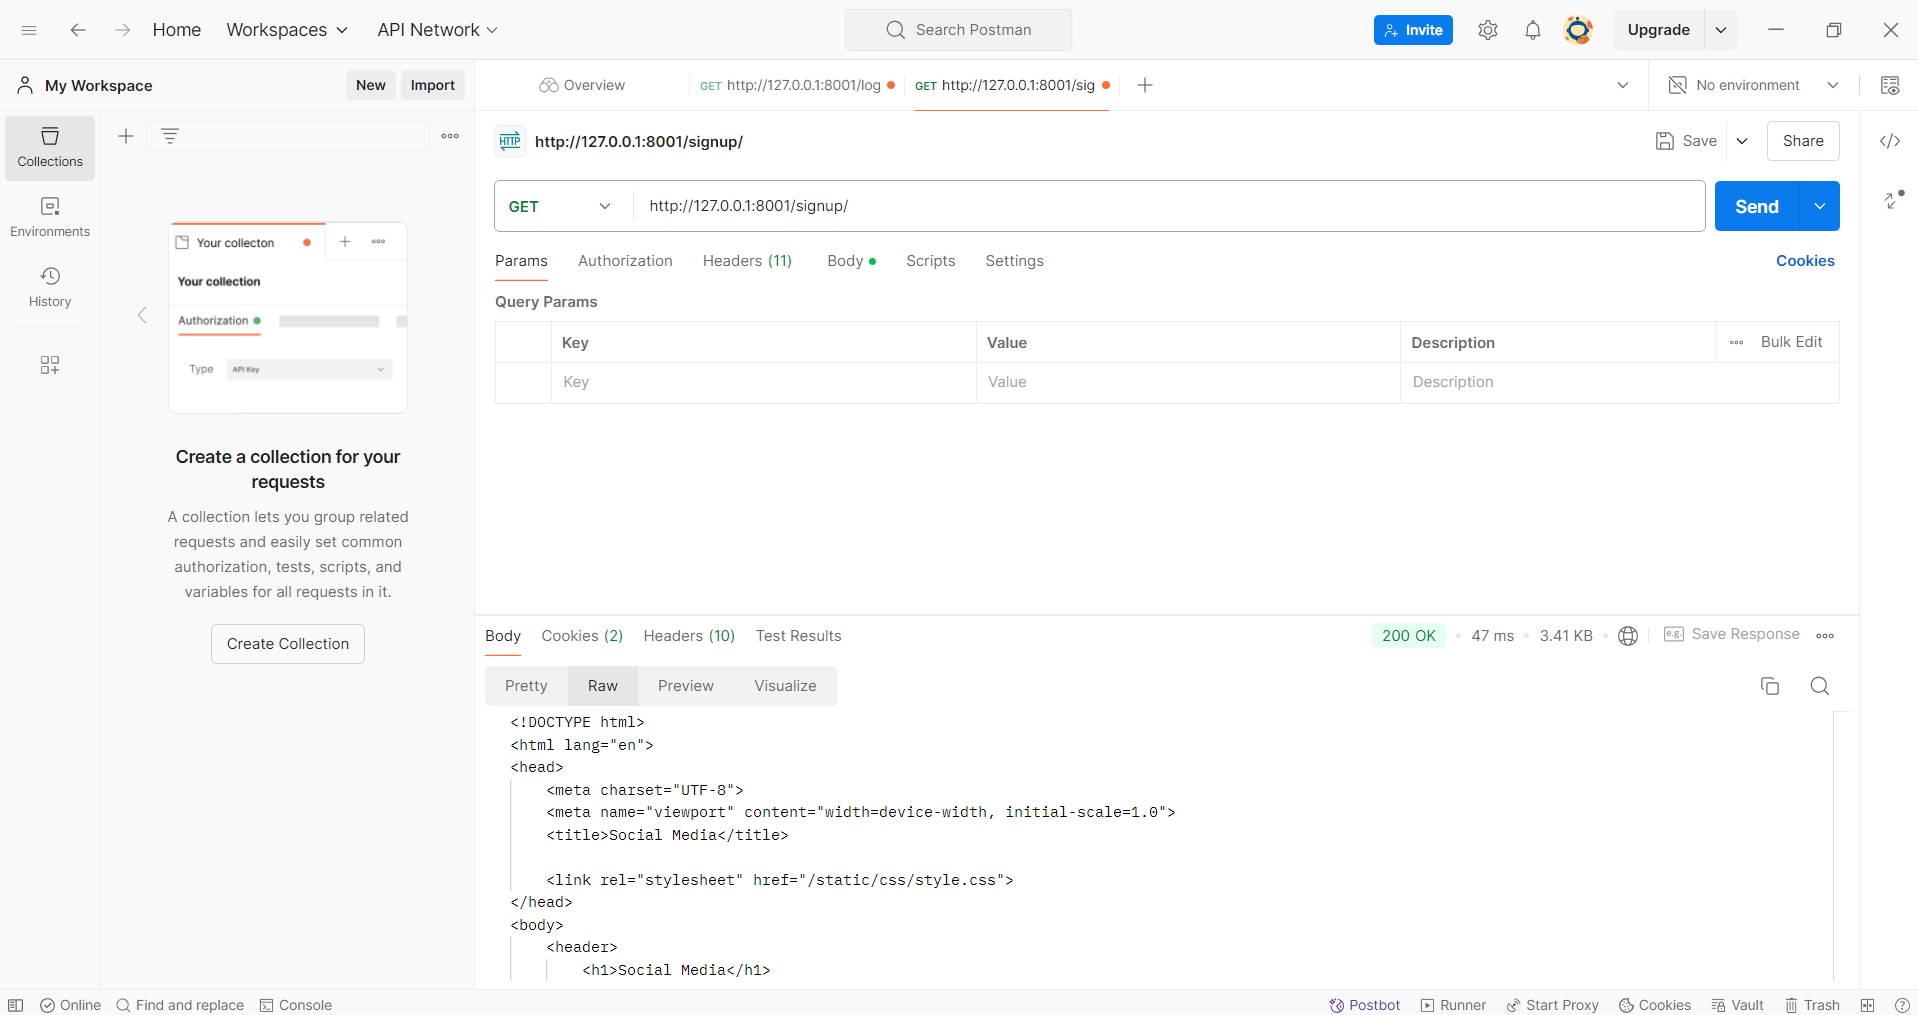 Home Workspaces API Network Search Postman Invite Upgrade
My Workspace New Import Overview GET http://127.0.0.1:8001/log GET http://127.0.0.1:8001/sig No environment
Collections
Environments
History
Your collecton
Your collection
Authorization
Type API Key
Create a collection for your
requests
A collection lets you group related
requests and easily set common
authorization, tests, scripts, and
variables for all requests in it.
Create Collection
HTTP http://127.0.0.1:8001/signup/ Save Share
GET http://127.0.0.1:8001/signup/ Send
Params Authorization Headers (11) Body Scripts Settings Cookies
Query Params
Key Value Description Bulk Edit
Key Value Description
Body Cookies (2) Headers (10) Test Results 200 OK 47 ms 3.41 KB e.g. Save Response
Pretty Raw Preview Visualize
<!DOCTYPE html>
<html lang="en">
<head>
<meta charset="UTF-8">
<meta name="viewport" content="width=device-width, initial-scale=1.0">
<title>Social Media</title>
<link rel="stylesheet" href="/static/css/style.css">
</head>
<body>
<header>
<h1>Social Media</h1>
Online Find and replace Console Postbot Runner Start Proxy Cookies Vault Trash